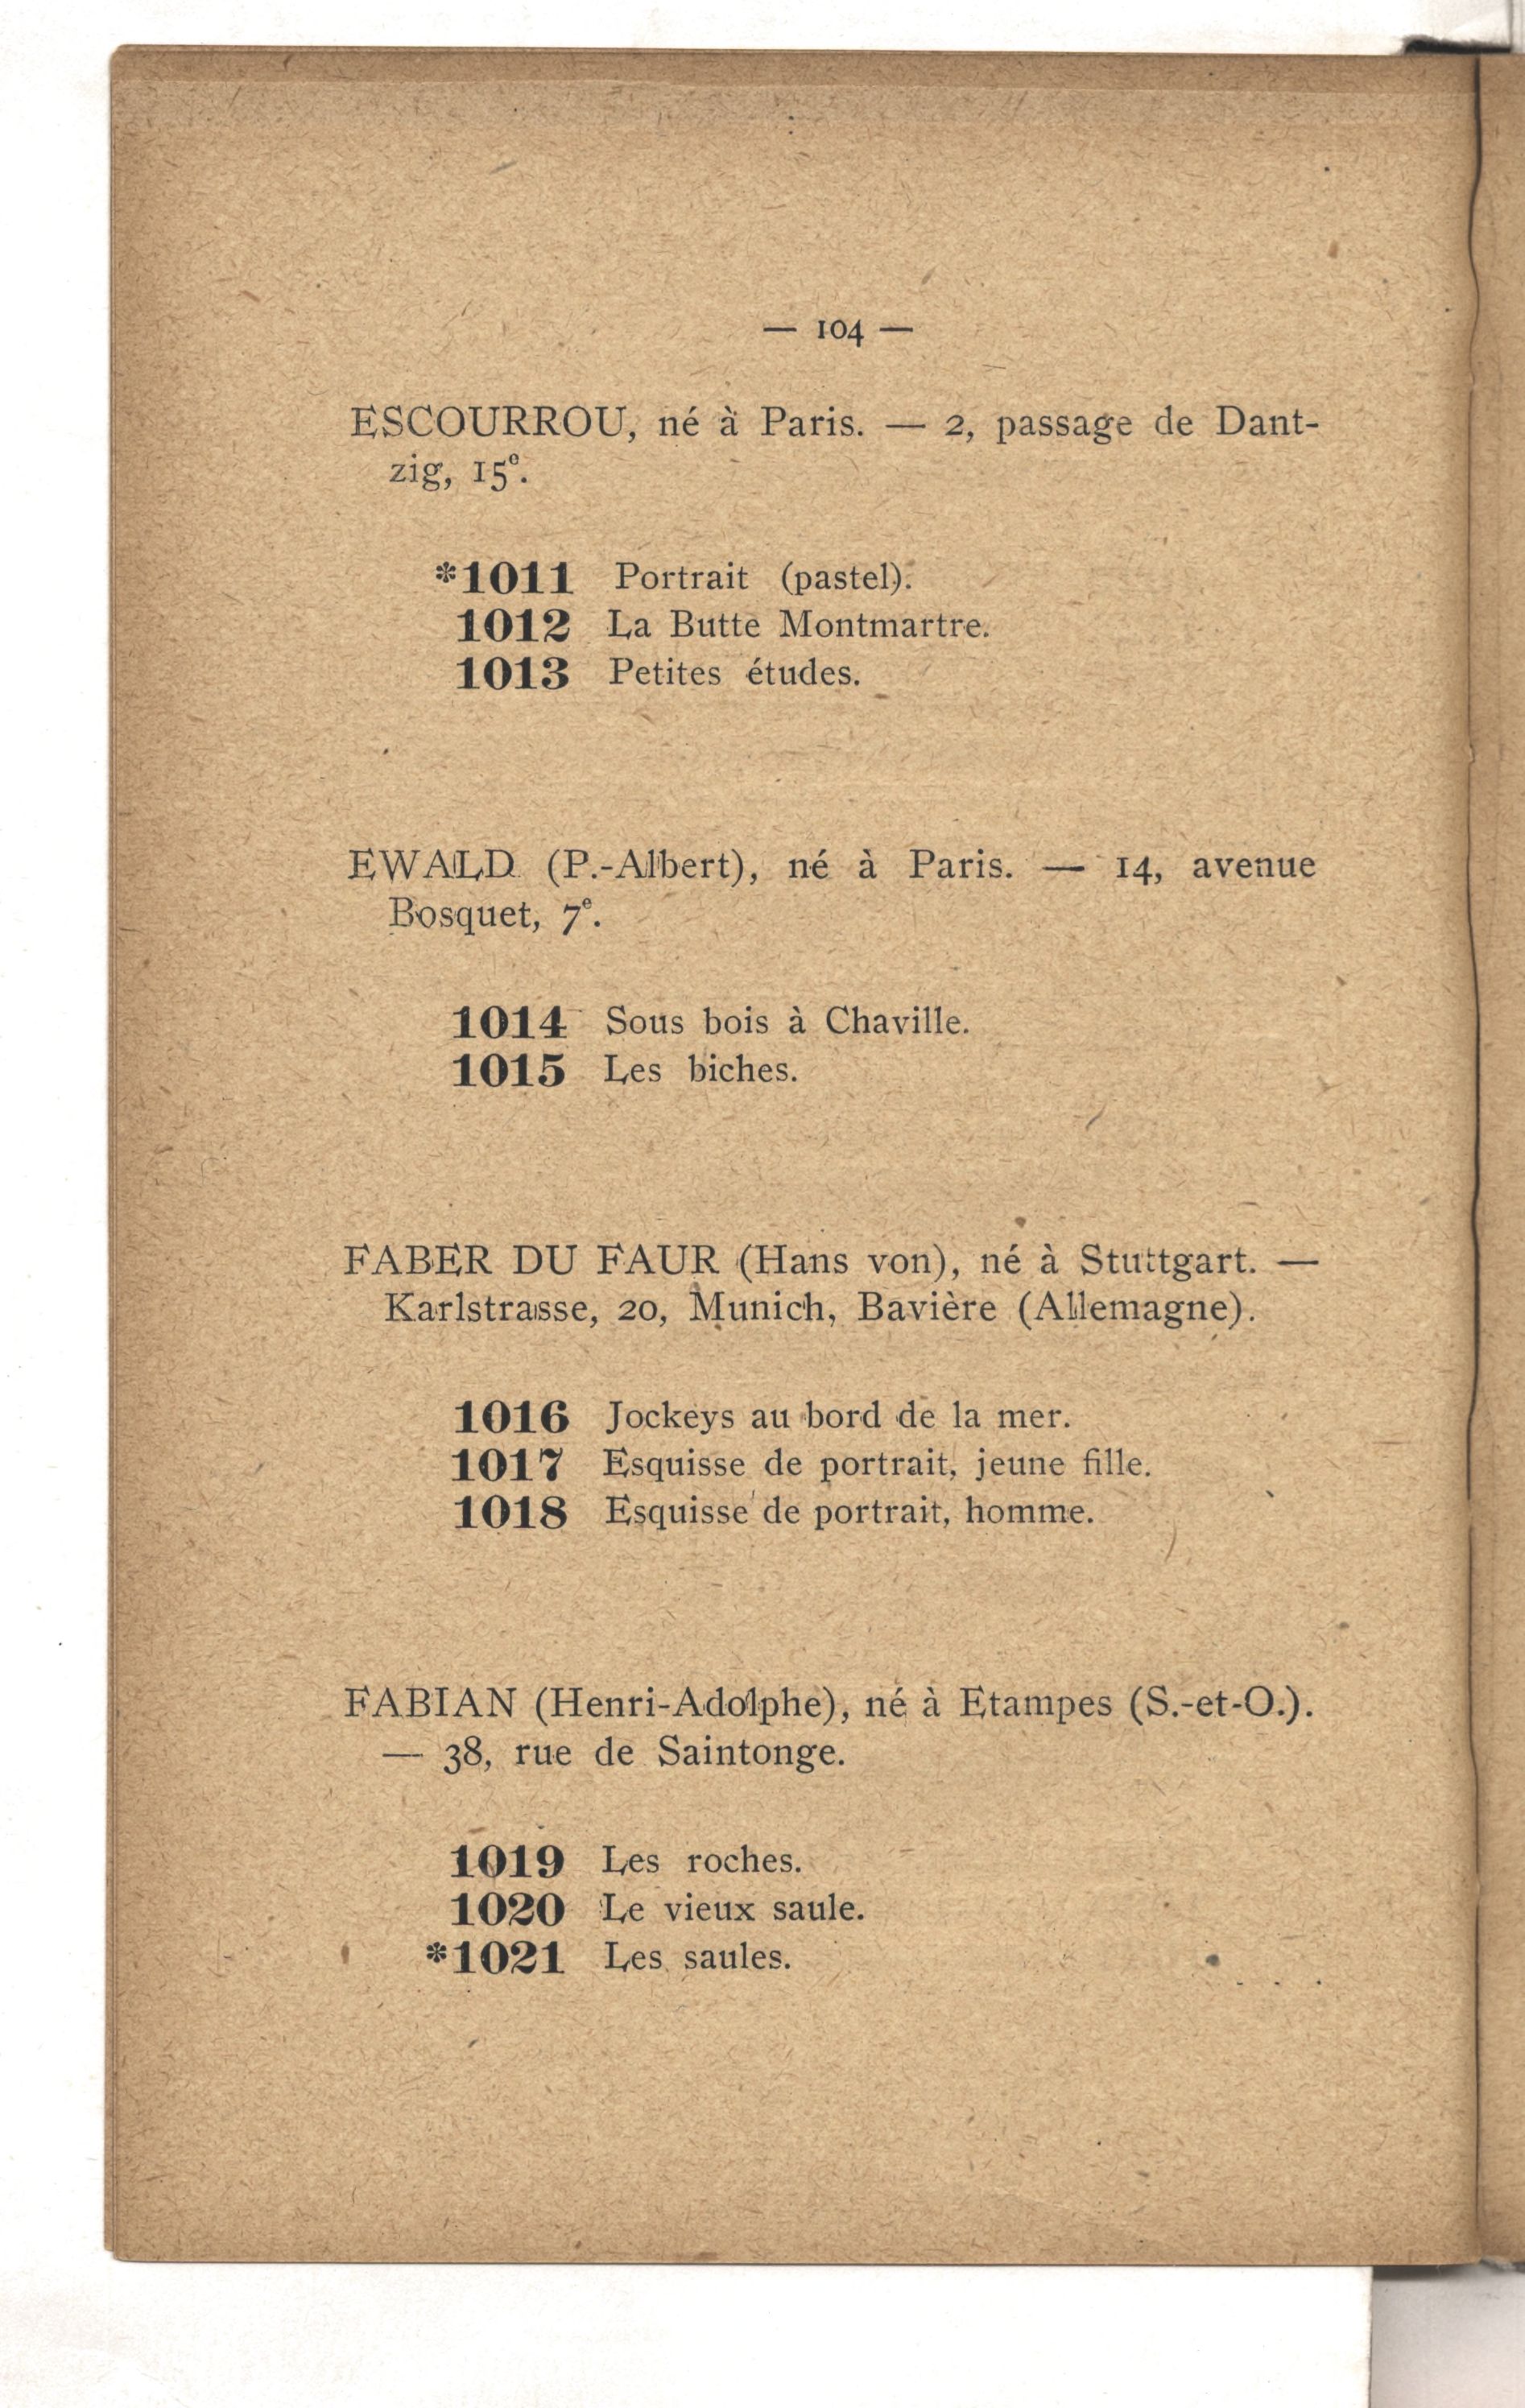 — 104 —
ESCOURROU, né à Paris. — 2, passage de Dant-
zig, 15e.
*1011 Portrait (pastel).
1012 La Butte Montmartre.
1013 Petites études.
EWALD (P.-Albert), né à Paris. — 14, avenue
Bosquet, 7e.
1014 Sous bois à Chaville.
1015 Les biches.
FABER DU FAUR (Hans von), né à Stuttgart. —
Karlstrasse, 20, Munich, Bavière (Allemagne).
1016 Jockeys au bord de la mer.
1017 Esquisse de portrait, jeune fille.
1018 Esquisse de portrait, homme.
FABIAN (Henri-Adolphe), né à Etampes (S.-et-O.).
— 38, rue de Saintonge.
1019 Les roches.
1020 Le vieux saule.
*1021 Les saules.